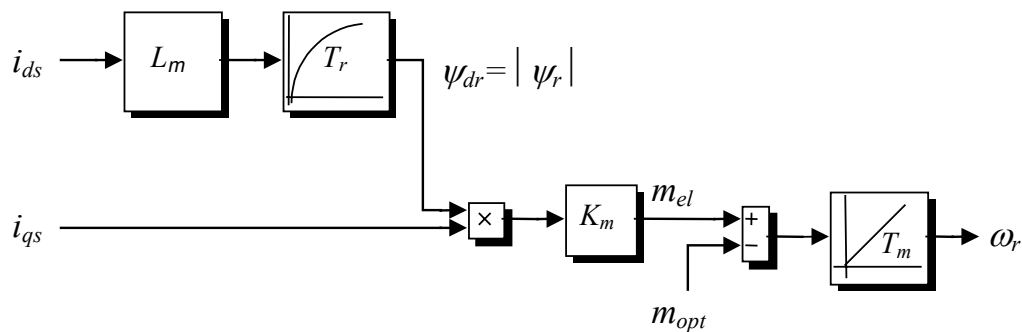 i_ds
L_m
T_r
ψ_dr=| ψ_r|
i_qs
×
K_m
m_el
+
−
T_m
ω_r
m_opt